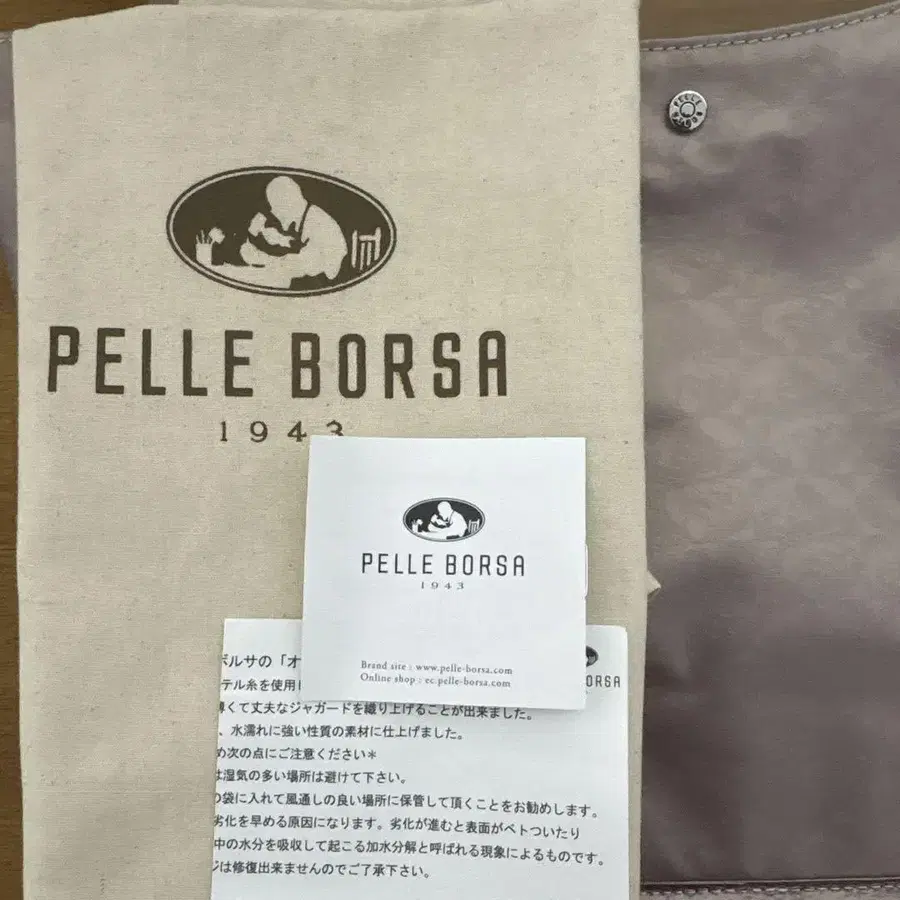 PELLE BORSA
1943
PELLE
PELLE BORSA
1943
Brand site : www.pelle-borsa.com
Online shop : ec.pelle-borsa.com
ORSA
ボルサの「オ
テル糸を使用
薄くて丈夫なジャガードを織り上げることが出来ました。
、水濡れに強い性質の素材に仕上げました。
め次の点にご注意ください*
は湿気の多い場所は避けて下さい。
の袋に入れて風通しの良い場所に保管して頂くことをお勧めします。
劣化を早める原因になります。劣化が進むと表面がベトついたり
中の水分を吸収して起こる加水分解と呼ばれる現象によるものです。
ジは修復出来ませんのでご了承下さい。